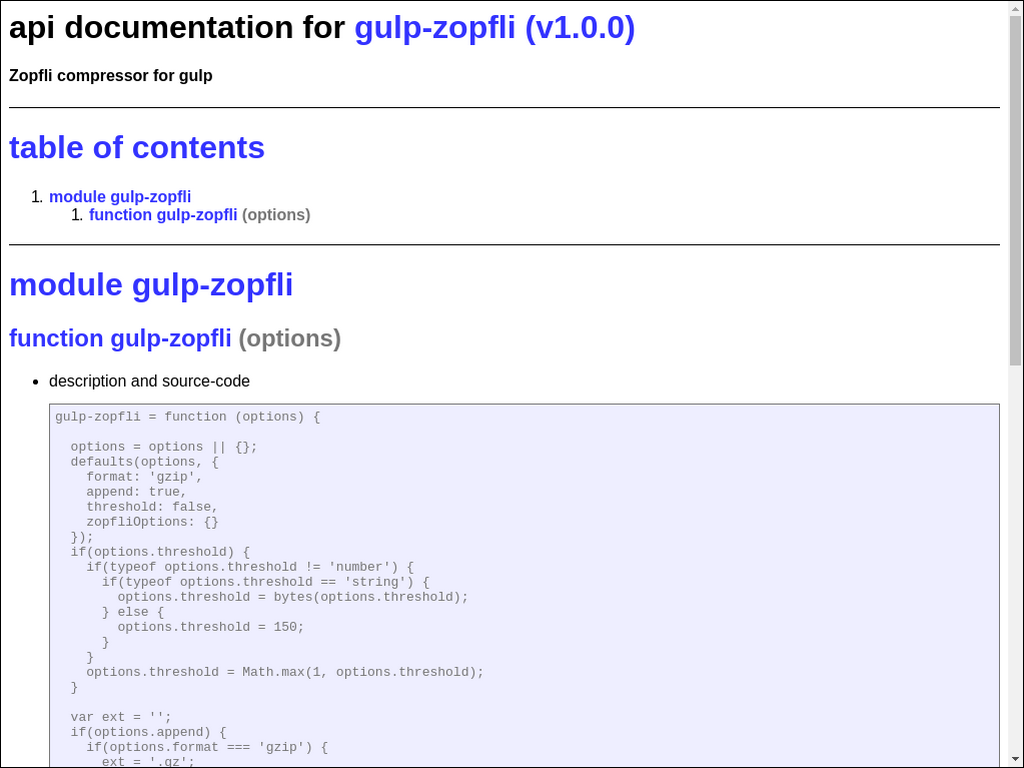 api documentation for gulp-zopfli (v1.0.0)
Zopfli compressor for gulp
table of contents
1. module gulp-zopfli
1. function gulp-zopfli (options)
module gulp-zopfli
function gulp-zopfli (options)
• description and source-code
gulp-zopfli = function (options) {
options = options || {};
defaults(options, {
format: 'gzip',
append: true,
threshold: false,
zopfliOptions: {}
});
if(options.threshold) {
if(typeof options.threshold != 'number') {
if(typeof options.threshold == 'string') {
options.threshold = bytes(options.threshold);
} else {
options.threshold = 150;
}
}
options.threshold = Math.max(1, options.threshold);
}
var ext = '';
if(options.append) {
if(options.format === 'gzip') {
ext = '.gz';